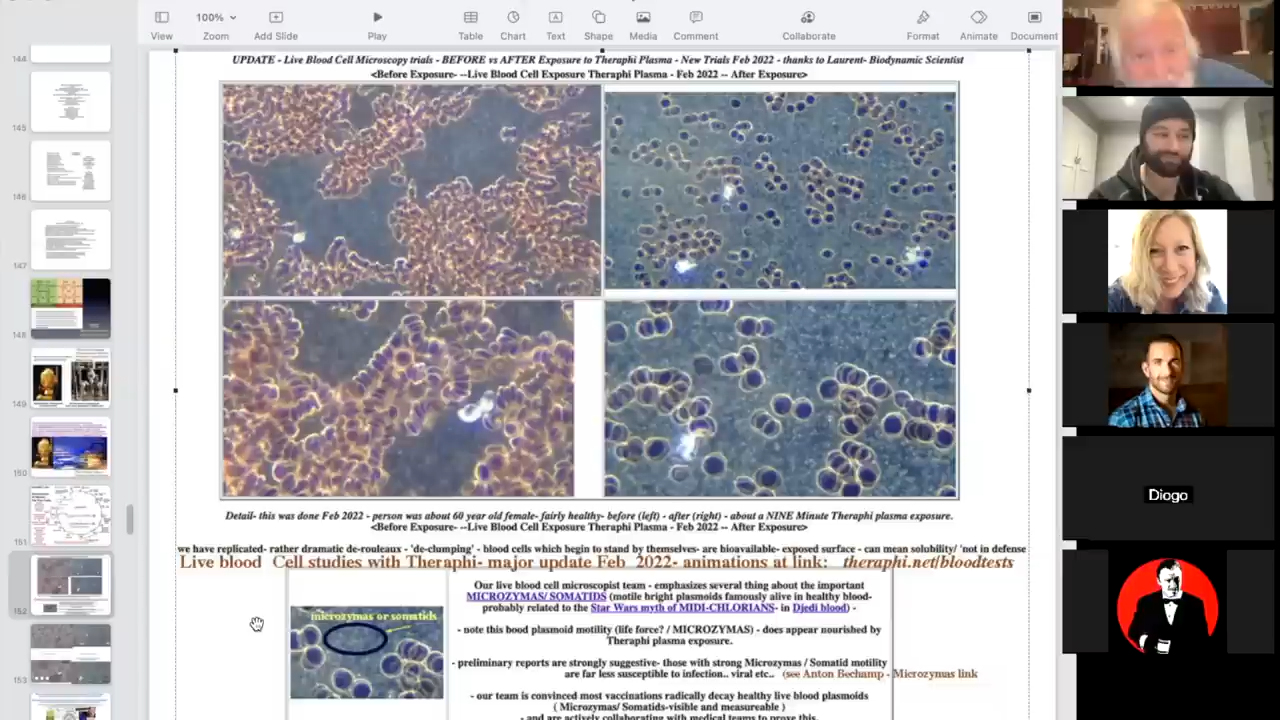 144
145
146
147
148
149
150
151
152
153
View
100%
Zoom
Add Slide
Play
Table
Chart
Text
Shape
Media
Comment
Collaborate
Format
Animate
Document
UPDATE - Live Blood Cell Microscopy trials - BEFORE vs AFTER Exposure to Theraphi Plasma - New Trials Feb 2022 - thanks to Laurent- Biodynamic Scientist
<Before Exposure- --Live Blood Cell Exposure Theraphi Plasma - Feb 2022 -- After Exposure>
Detail- this was done Feb 2022 - person was about 60 year old female- fairly healthy- before (left) - after (right) - about a NINE Minute Theraphi plasma exposure.
<Before Exposure- --Live Blood Cell Exposure Theraphi Plasma - Feb 2022 -- After Exposure>
we have replicated- rather dramatic de-rouleaux - 'de-clumping' - blood cells which begin to stand by themselves- are bioavailable- exposed surface - can mean solubility/ 'not in defense
Live blood Cell studies with Theraphi- major update Feb 2022- animations at link: theraphi.net/bloodtests
Our live blood cell microscopist team - emphasizes several thing about the important
MICROZYMAS/ SOMATIDS (motile bright plasmoids famously alive in healthy blood-
probably related to the Star Wars myth of MIDI-CHLORIANS- in Djedi blood) -
microzymas or somatids
- note this bood plasmoid motility (life force? / MICROZYMAS) - does appear nourished by
Theraphi plasma exposure.
- preliminary reports are strongly suggestive- those with strong Microzymas / Somatid motility
are far less susceptible to infection.. viral etc.. (see Anton Bechamp - Microzymas link
- our team is convinced most vaccinations radically decay healthy live blood plasmoids
( Microzymas/ Somatids-visible and measureable )
- and are actively collaborating with medical teams to prove this.
Diogo